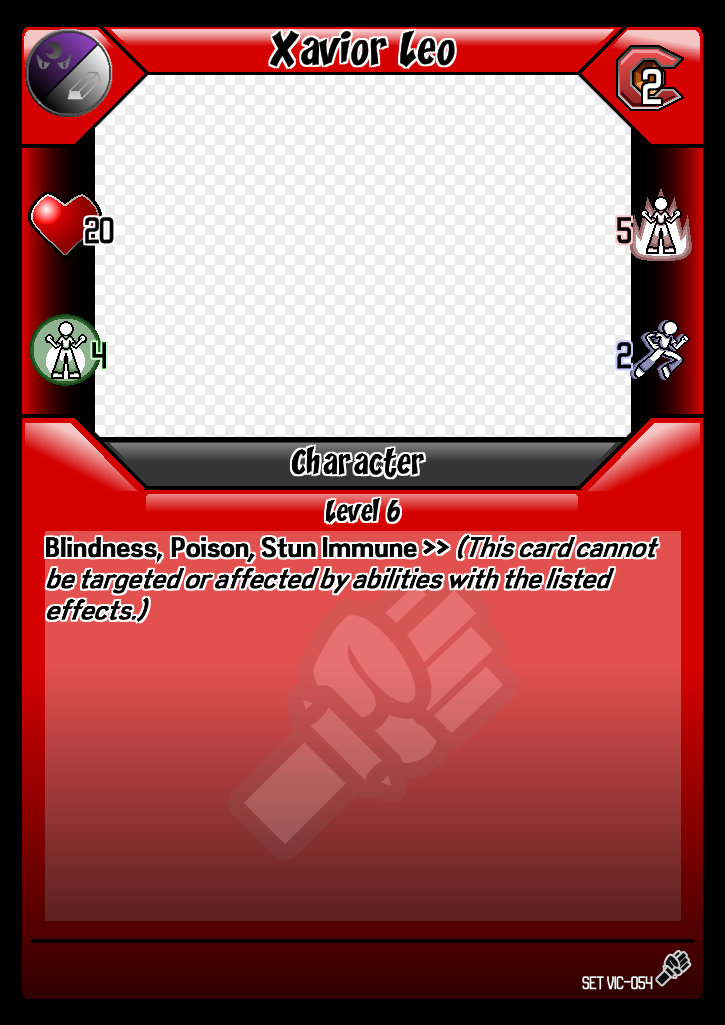 Xavior Leo
2
20
5
4
2
Character
Level 6
Blindness, Poison, Stun Immune >> (This card cannot
be targeted or affected by abilities with the listed
effects.)
SET VIC-054